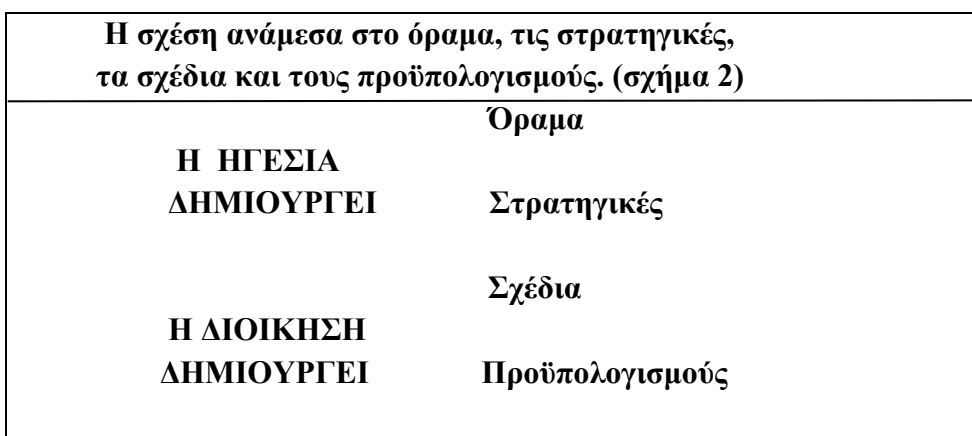 Η σχέση ανάμεσα στο όραμα, τις στρατηγικές,
τα σχέδια και τους προϋπολογισμούς. (σχήμα 2)
Όραμα
Η ΗΓΕΣΙΑ
ΔΗΜΙΟΥΡΓΕΙ Στρατηγικές
Σχέδια
Η ΔΙΟΙΚΗΣΗ
ΔΗΜΙΟΥΡΓΕΙ Προϋπολογισμούς